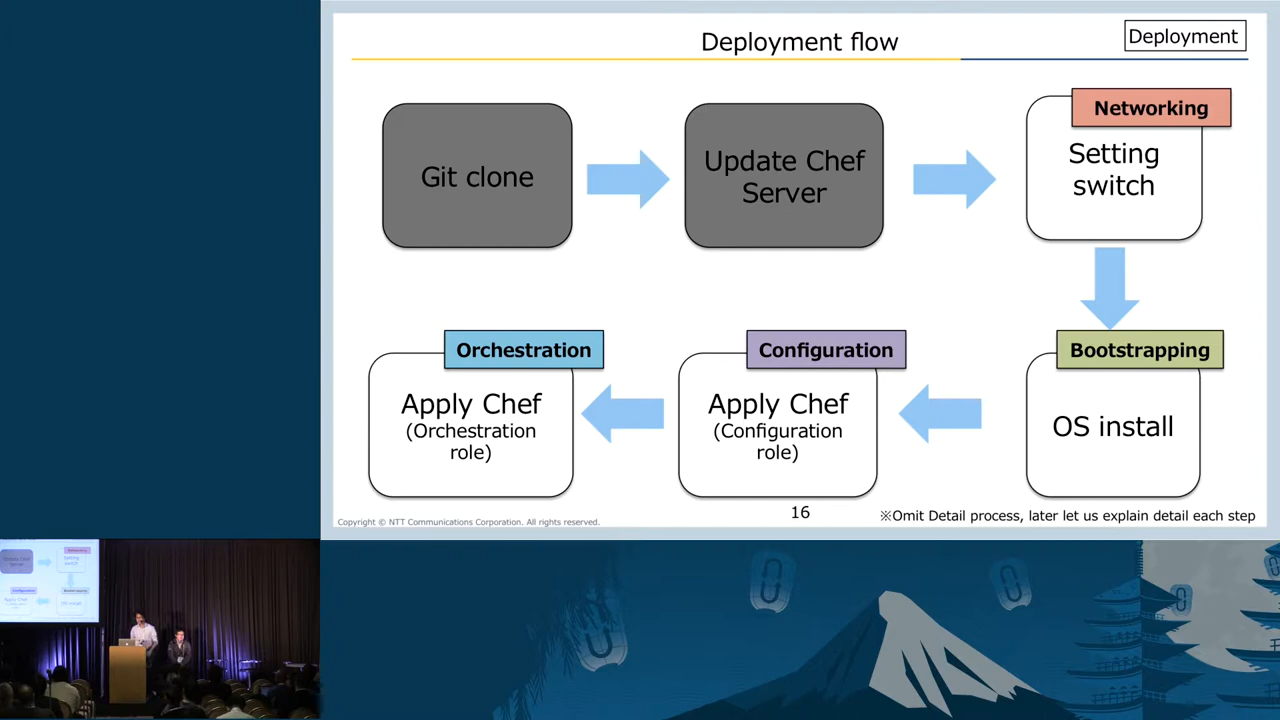 Deployment flow
Deployment
Git clone
Update Chef
Server
Networking
Setting
switch
Orchestration
Apply Chef
(Orchestration
role)
Configuration
Apply Chef
(Configuration
role)
Bootstrapping
OS install
Copyright © NTT Communications Corporation. All rights reserved.
16
※Omit Detail process, later let us explain detail each step